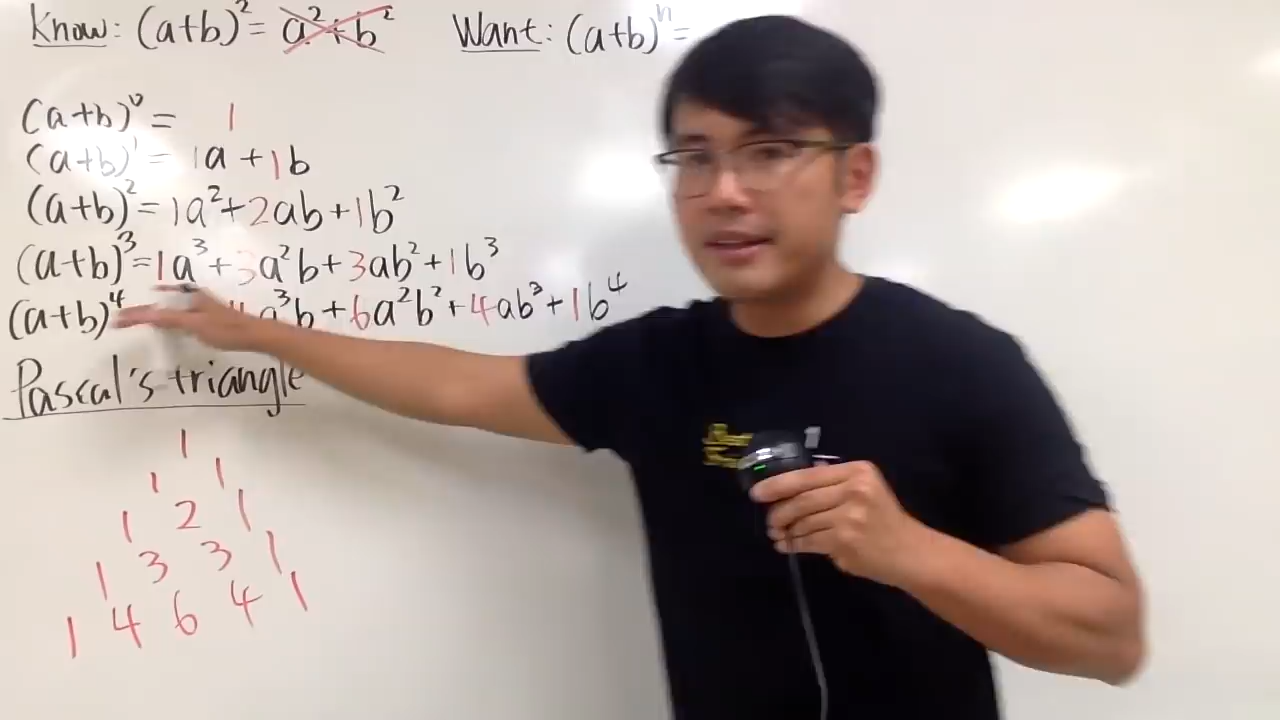 Know: (a+b)² = a²+b² Want: (a+b)ⁿ =
(a+b)⁰ = 1
(a+b)¹ = 1a + 1b
(a+b)² = 1a² + 2ab + 1b²
(a+b)³ = 1a³ + 3a²b + 3ab² + 1b³
(a+b)⁴ a³b + 6a²b² + 4ab³ + 1b⁴
Pascal's triangle
1
1 1
1 2 1
1 3 3 1
1 4 6 4 1